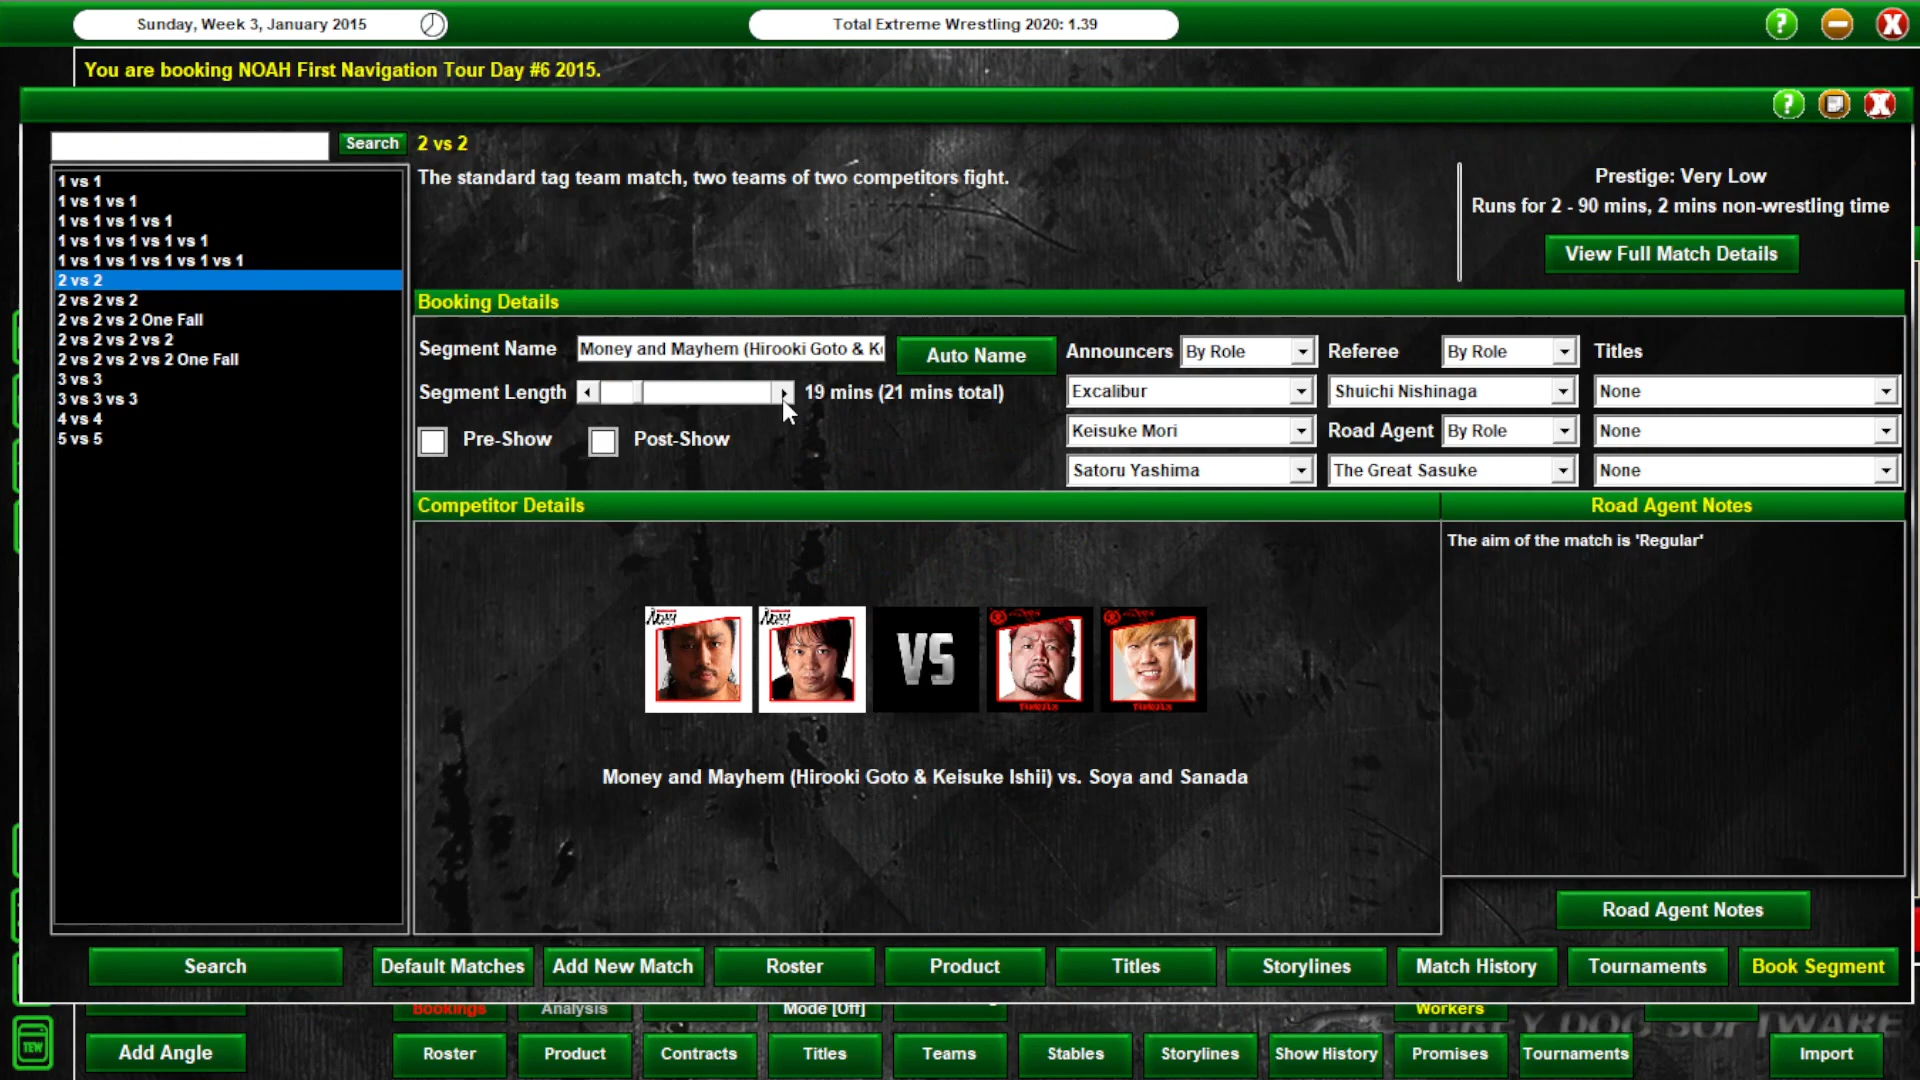 Sunday, Week 3, January 2015
Total Extreme Wrestling 2020: 1.39
You are booking NOAH First Navigation Tour Day #6 2015.
Search
2 vs 2
The standard tag team match, two teams of two competitors fight.
Prestige: Very Low
Runs for 2 - 90 mins, 2 mins non-wrestling time
View Full Match Details
1 vs 1
1 vs 1 vs 1
1 vs 1 vs 1 vs 1
1 vs 1 vs 1 vs 1 vs 1
1 vs 1 vs 1 vs 1 vs 1 vs 1
2 vs 2
2 vs 2 vs 2
2 vs 2 vs 2 One Fall
2 vs 2 vs 2 vs 2
2 vs 2 vs 2 vs 2 One Fall
3 vs 3
3 vs 3 vs 3
4 vs 4
5 vs 5
Booking Details
Segment Name
Money and Mayhem (Hirooki Goto & K
Auto Name
Segment Length
19 mins (21 mins total)
Pre-Show
Post-Show
Announcers
By Role
Excalibur
Keisuke Mori
Satoru Yashima
Referee
By Role
Shuichi Nishinaga
Road Agent
By Role
The Great Sasuke
Titles
None
None
None
Competitor Details
Road Agent Notes
The aim of the match is 'Regular'
VS
Money and Mayhem (Hirooki Goto & Keisuke Ishii) vs. Soya and Sanada
Road Agent Notes
Search
Default Matches
Add New Match
Roster
Product
Titles
Storylines
Match History
Tournaments
Book Segment
Bookings
Analysis
Mode [Off]
Workers
GREY DOG SOFTWARE
TEW
Add Angle
Roster
Product
Contracts
Titles
Teams
Stables
Storylines
Show History
Promises
Tournaments
Import